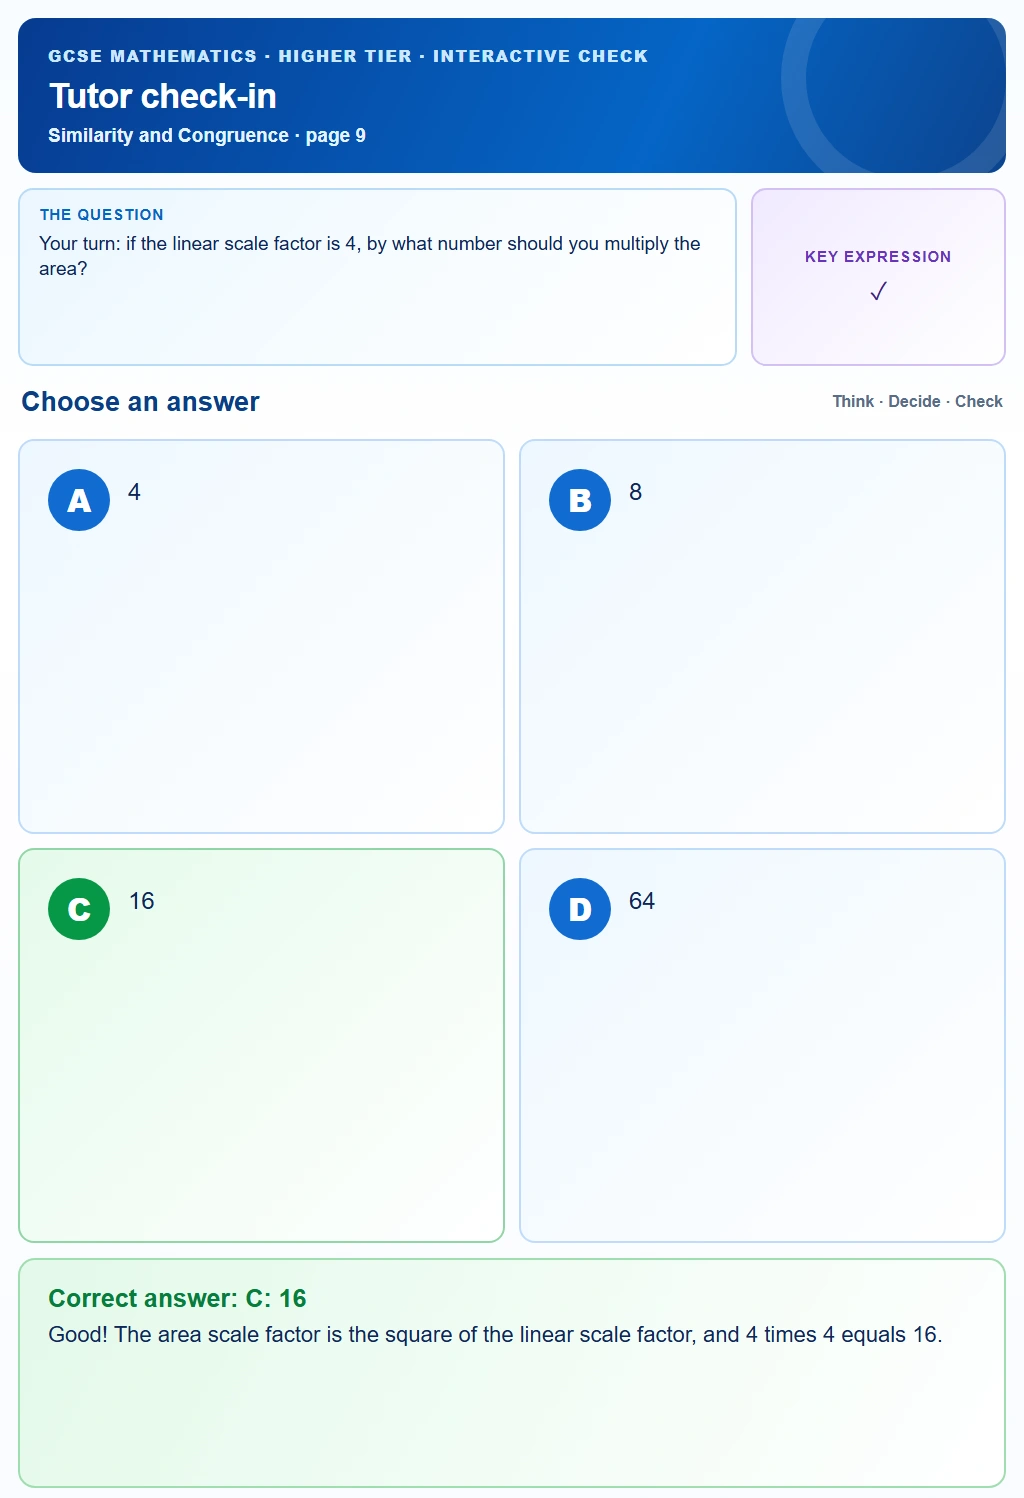 GCSE MATHEMATICS · HIGHER TIER · INTERACTIVE CHECK
Tutor check-in
Similarity and Congruence · page 9
THE QUESTION
Your turn: if the linear scale factor is 4, by what number should you multiply the
area?
KEY EXPRESSION
✓
Choose an answer
Think · Decide · Check
A 4
B 8
C 16
D 64
Correct answer: C: 16
Good! The area scale factor is the square of the linear scale factor, and 4 times 4 equals 16.